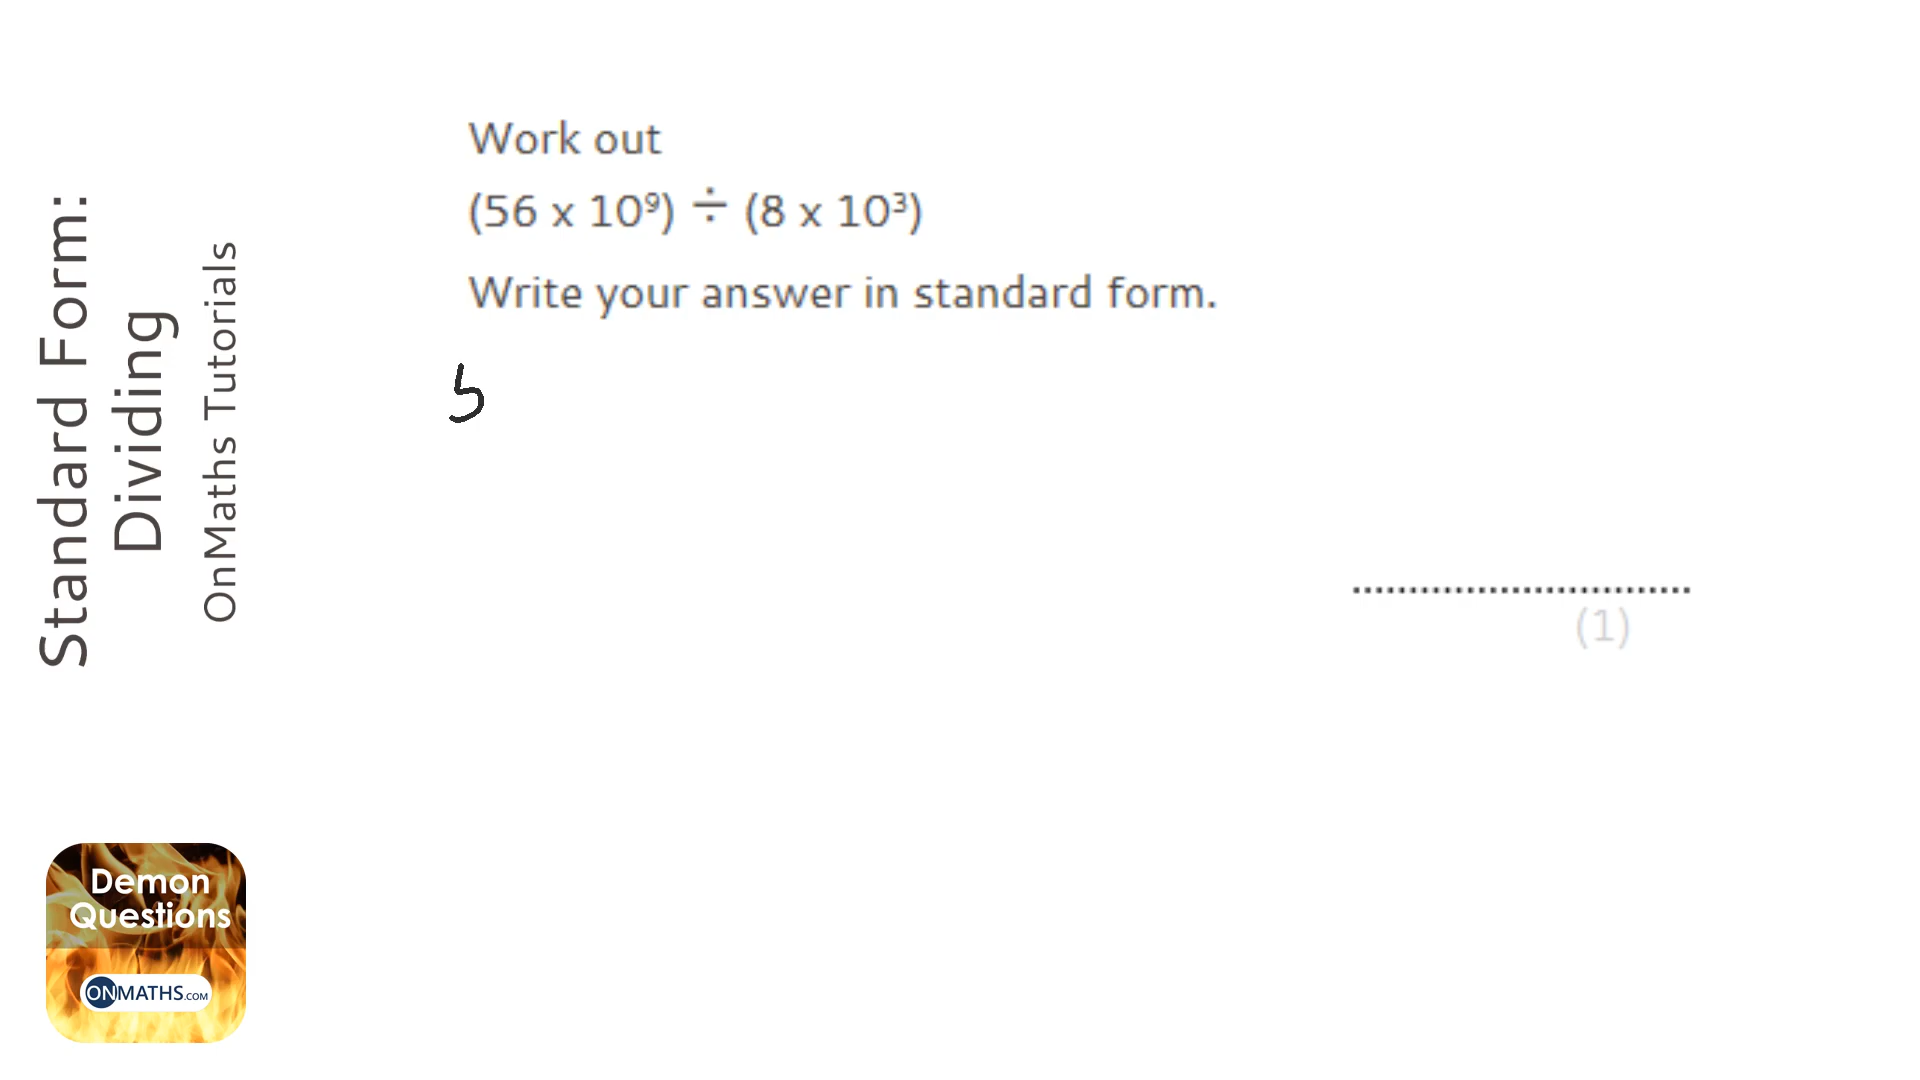 Standard Form:
Dividing
OnMaths Tutorials
Work out
(56 x 10⁹) ÷ (8 x 10³)
Write your answer in standard form.
5
(1)
Demon
Questions
ONMATHS.COM